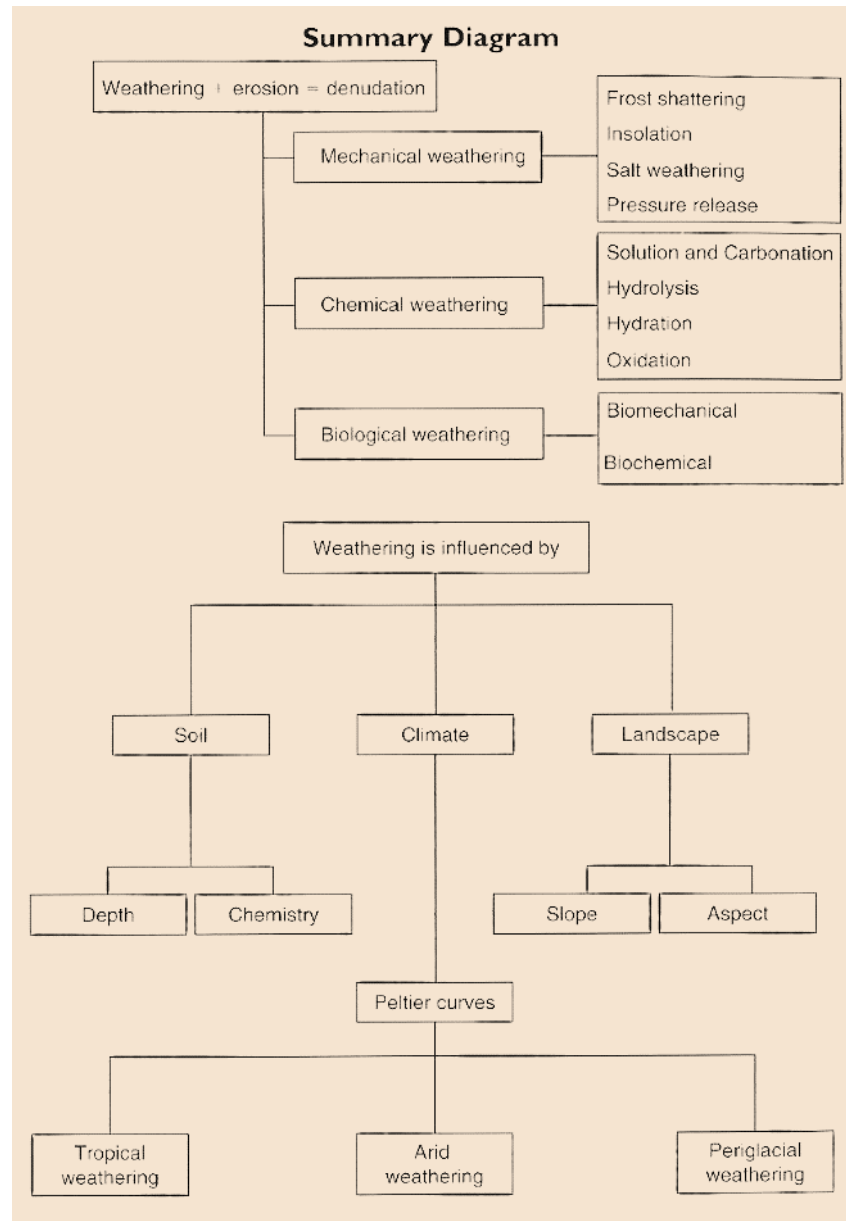 Summary Diagram
Weathering + erosion = denudation
Mechanical weathering
Frost shattering
Insolation
Salt weathering
Pressure release
Chemical weathering
Solution and Carbonation
Hydrolysis
Hydration
Oxidation
Biological weathering
Biomechanical
Biochemical
Weathering is influenced by
Soil
Climate
Landscape
Depth
Chemistry
Slope
Aspect
Peltier curves
Tropical
weathering
Arid
weathering
Periglacial
weathering